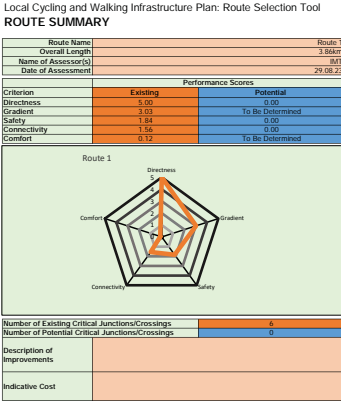 Local Cycling and Walking Infrastructure Plan: Route Selection Tool
ROUTE SUMMARY
Route Name Route 1
Overall Length 3.86km
Name of Assessor(s) IMT
Date of Assessment 29.08.23
Performance Scores
Criterion Existing Potential
Directness 5.00 0.00
Gradient 3.03 To Be Determined
Safety 1.84 0.00
Connectivity 1.56 0.00
Comfort 0.12 To Be Determined
Route 1
Directness
5
4
3
2
1
0
Comfort Gradient
Connectivity Safety
Number of Existing Critical Junctions/Crossings 6
Number of Potential Critical Junctions/Crossings 0
Description of
Improvements
Indicative Cost